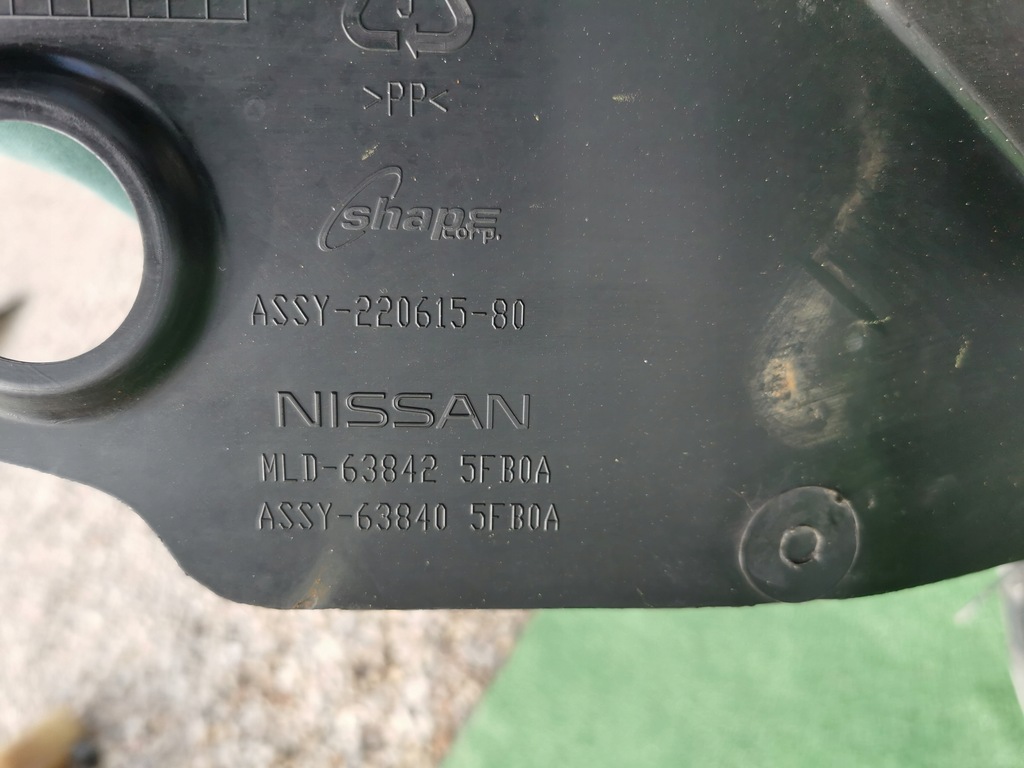 >PP<
shape
corp.
ASSY-220615-80
NISSAN
MLD-63842 5FB0A
ASSY-63840 5FB0A